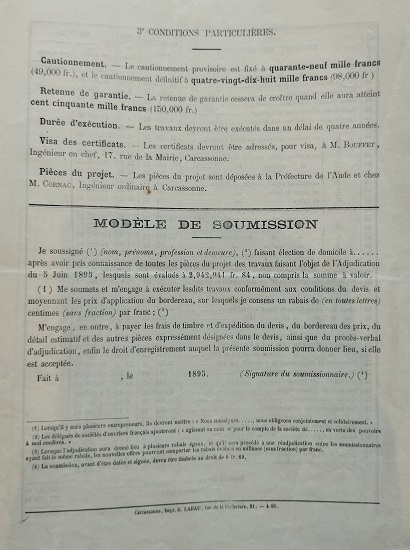 3e CONDITIONS PARTICULIÈRES.
Cautionnement. — Le cautionnement provisoire est fixé à quarante-neuf mille francs
(49,000 fr.), et le cautionnement définitif à quatre-vingt-dix-huit mille francs (98,000 fr)
Retenue de garantie. — La retenue de garantie cessera de croître quand elle aura atteint
cent cinquante mille francs (150,000 fr.)
Durée d'exécution. — Les travaux devront être exécutés dans un délai de quatre années.
Visa des certificats. — Les certificats devront être adressés, pour visa, à M. BOUFFET,
Ingénieur en chef, 17, rue de la Mairie, Carcassonne.
Pièces du projet. — Les pièces du projet sont déposées à la Préfecture de l'Aude et chez
M. CORNAC, Ingénieur ordinaire à Carcassonne.
MODÈLE DE SOUMISSION
Je soussigné (1) (nom, prénoms, profession et demeure), (2) faisant élection de domicile à......
après avoir pris connaissance de toutes les pièces du projet des travaux faisant l'objet de l'Adjudication
du 5 Juin 1895, lesquels sont évalués à 2,942,941 fr. 84, non compris la somme à valoir.
(1) Me soumets et m'engage à exécuter lesdits travaux conformément aux conditions du devis et
moyennant les prix d'application du bordereau, sur lesquels je consens un rabais de (en toutes lettres)
centimes (sans fraction) par franc; (3)
M'engage, en outre, à payer les frais de timbre et d'expédition du devis, du bordereau des prix, du
détail estimatif et des autres pièces expressément désignées dans le devis, ainsi que du procès-verbal
d'adjudication, enfin le droit d'enregistrement auquel la présente soumission pourra donner lieu, si elle
est acceptée.
Fait à , le 1895. (Signature du soumissionnaire.) (4)
(1) Lorsqu'il y aura plusieurs entrepreneurs, ils devront mettre : « Nous soussignés....., nous obligeons conjointement et solidairement. »
(2) Les délégués de sociétés d'ouvriers français ajouteront : « agissant au nom et pour le compte de la société de......, en vertu des pouvoirs
à moi conférés. »
(3) Lorsque l'adjudication aura donné lieu à plusieurs rabais égaux, et qu'il sera procédé à une réadjudication entre les soumissionnaires
ayant fait le même rabais, les nouvelles offres pourront comporter les rabais évalués en millimes (sans fraction) par franc.
(4) La soumission, avant d'être datée et signée, devra être timbrée au droit de 0 fr. 60.
Carcassonne, Impr. G. LABAU, rue de la Préfecture, 21. —